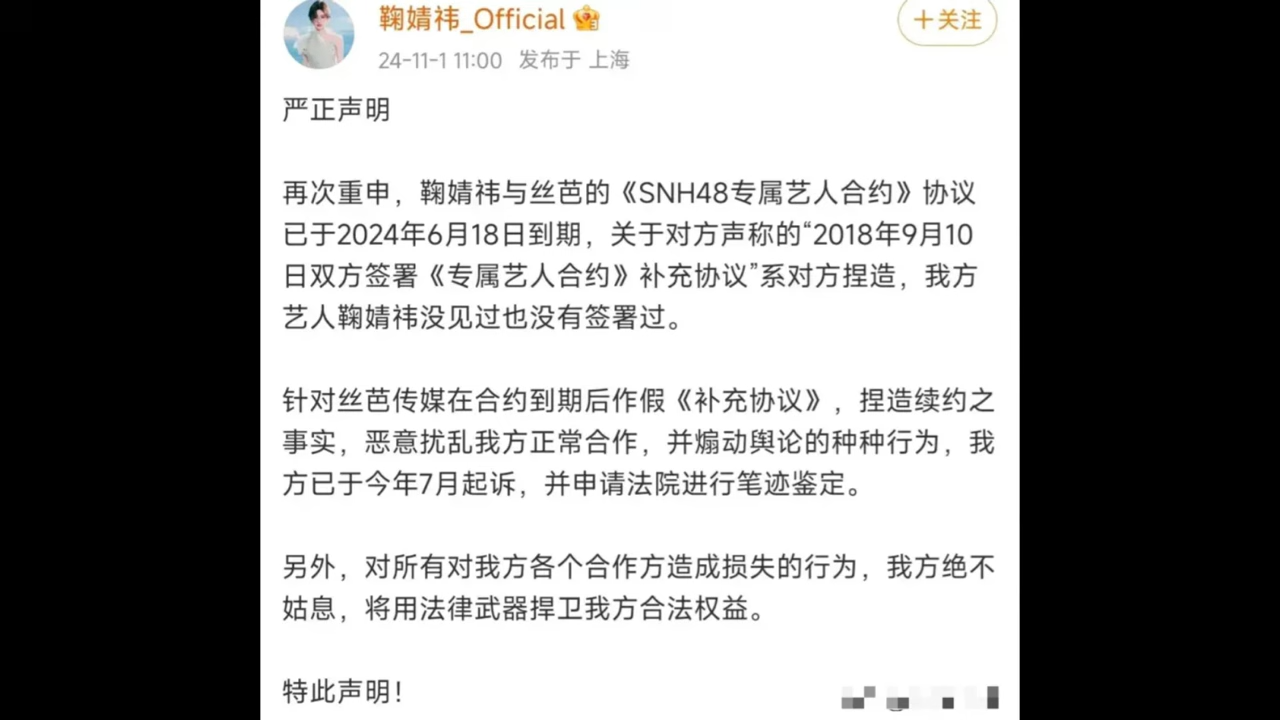 鞠婧祎_Official
+关注
24-11-1 11:00 发布于 上海
严正声明
再次重申，鞠婧祎与丝芭的《SNH48专属艺人合约》协议
已于2024年6月18日到期，关于对方声称的“2018年9月10
日双方签署《专属艺人合约》补充协议”系对方捏造，我方
艺人鞠婧祎没见过也没有签署过。
针对丝芭传媒在合约到期后作假《补充协议》，捏造续约之
事实，恶意扰乱我方正常合作，并煽动舆论的种种行为，我
方已于今年7月起诉，并申请法院进行笔迹鉴定。
另外，对所有对我方各个合作方造成损失的行为，我方绝不
姑息，将用法律武器捍卫我方合法权益。
特此声明！